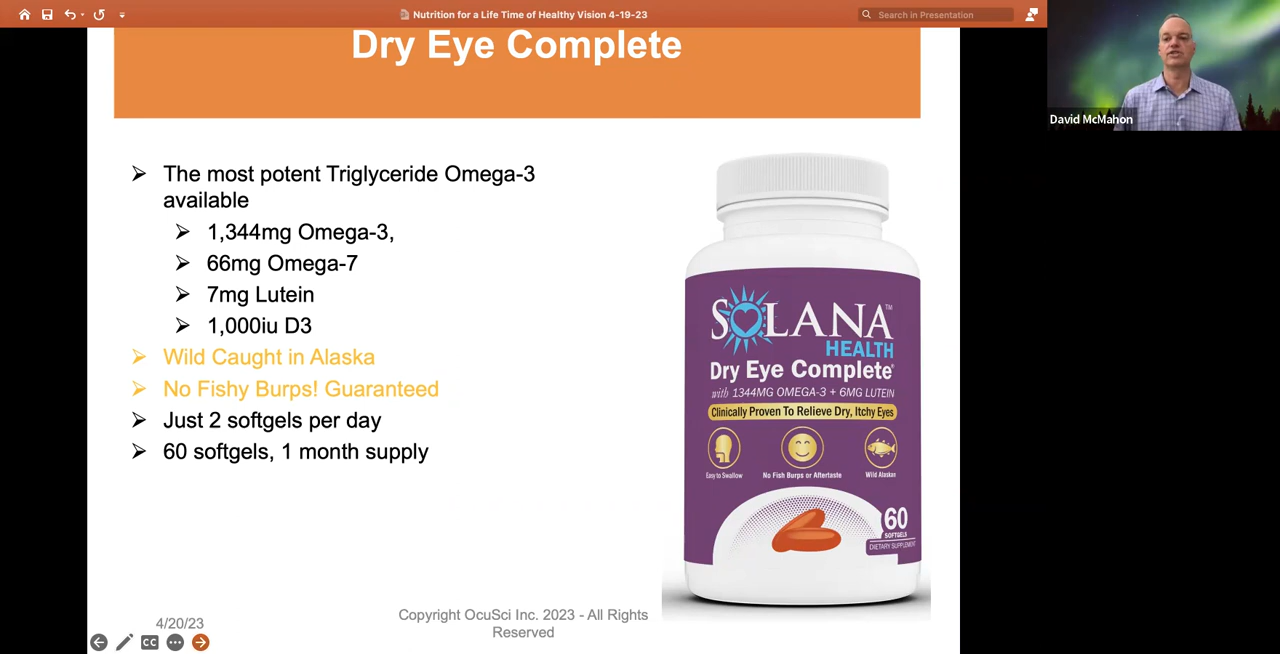 Nutrition for a Life Time of Healthy Vision 4-19-23
Search in Presentation
Dry Eye Complete
David McMahon
➢ The most potent Triglyceride Omega-3
available
➢ 1,344mg Omega-3,
➢ 66mg Omega-7
➢ 7mg Lutein
➢ 1,000iu D3
➢ Wild Caught in Alaska
➢ No Fishy Burps! Guaranteed
➢ Just 2 softgels per day
➢ 60 softgels, 1 month supply
SOLANA™
HEALTH
Dry Eye Complete®
with 1344MG OMEGA-3 + 6MG LUTEIN
Clinically Proven To Relieve Dry, Itchy Eyes
Easy to Swallow
No Fish Burps or Aftertaste
Wild Alaskan
60
SOFTGELS
DIETARY SUPPLEMENT
4/20/23
Copyright OcuSci Inc. 2023 - All Rights
Reserved
CC